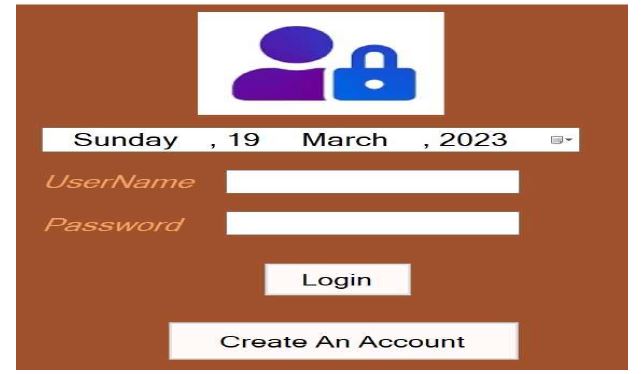 Sunday , 19 March , 2023
UserName
Password
Login
Create An Account